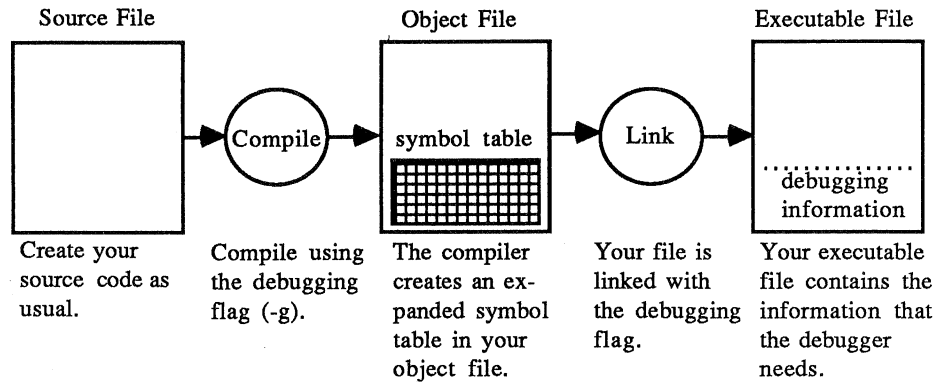 Source File
Object File
Executable File
Compile
symbol table
Link
debugging
information
Create your
source code as
usual.
Compile using
the debugging
flag (-g).
The compiler
creates an ex-
panded symbol
table in your
object file.
Your file is
linked with
the debugging
flag.
Your executable
file contains the
information that
the debugger
needs.